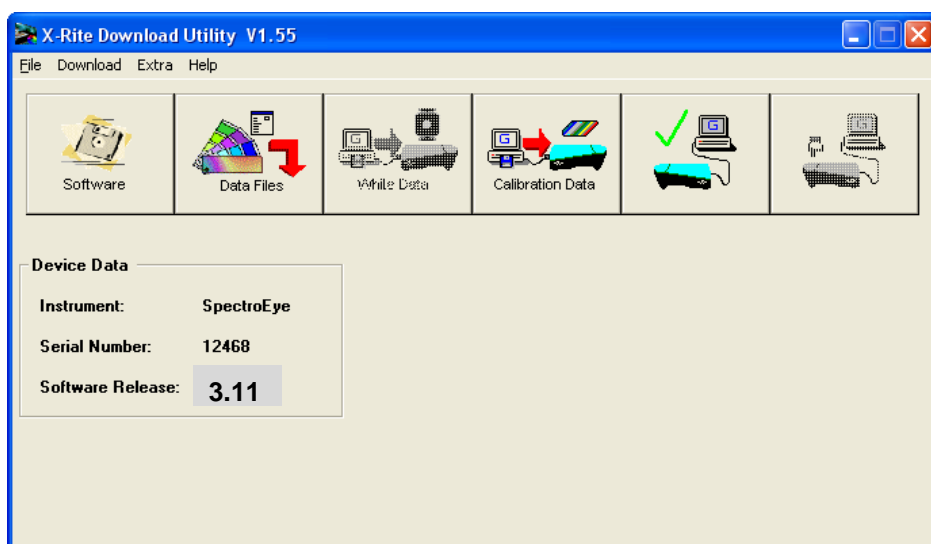 X-Rite Download Utility V1.55
File Download Extra Help
Software Data Files While Data Calibration Data
Device Data
Instrument: SpectroEye
Serial Number: 12468
Software Release: 3.11